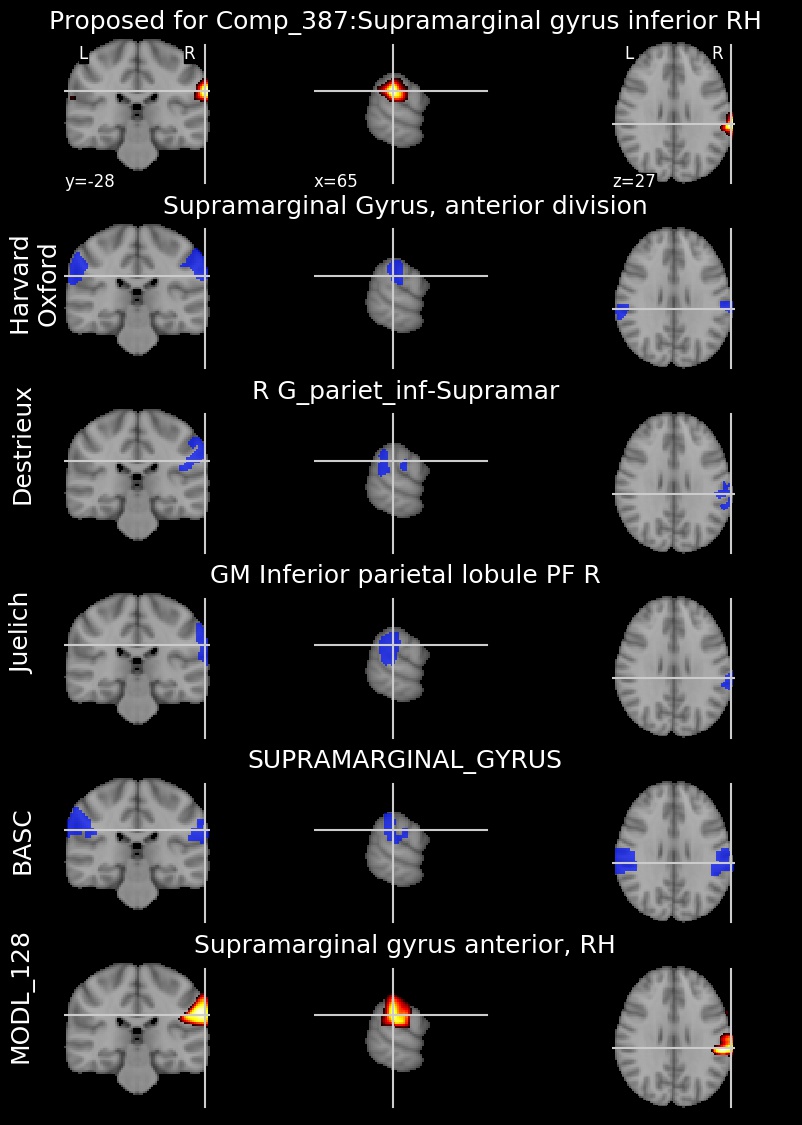 Proposed for Comp_387:Supramarginal gyrus inferior RH
L R L R
y=-28 x=65 z=27
Supramarginal Gyrus, anterior division
Harvard
Oxford
R G_pariet_inf-Supramar
Destrieux
GM Inferior parietal lobule PF R
Juelich
SUPRAMARGINAL_GYRUS
BASC
Supramarginal gyrus anterior, RH
MODL_128